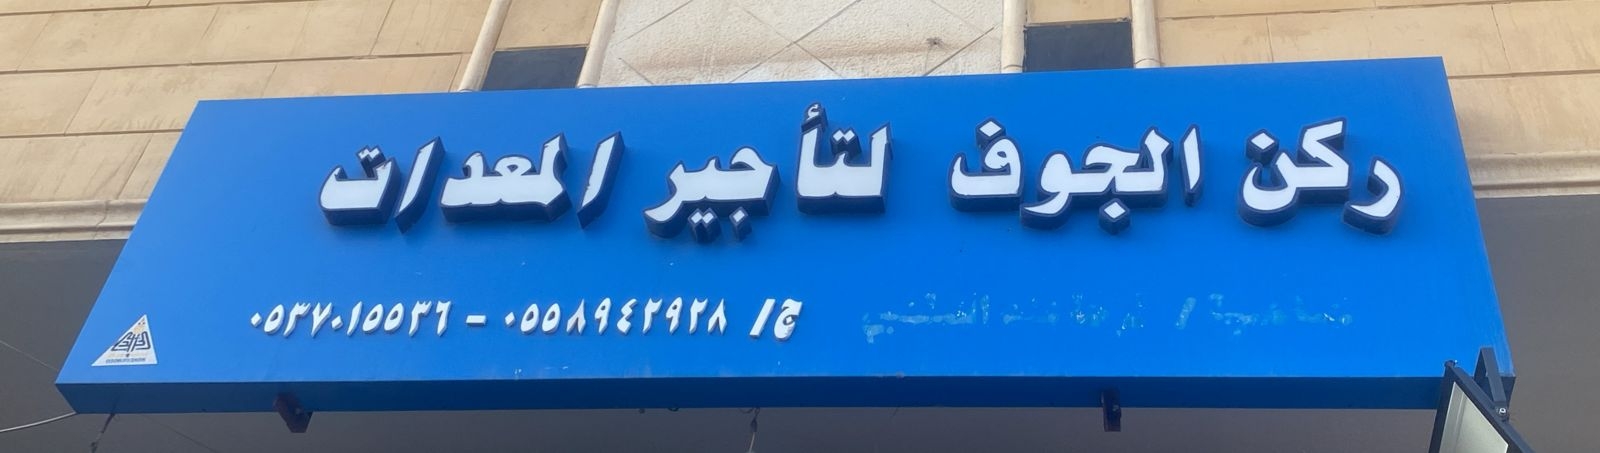 ركن الجوف لتأجير المعدات
ج/ ٠٥٥٨٩٤٢٩٢٨ - ٠٥٣٧٠١٥٥٣٦